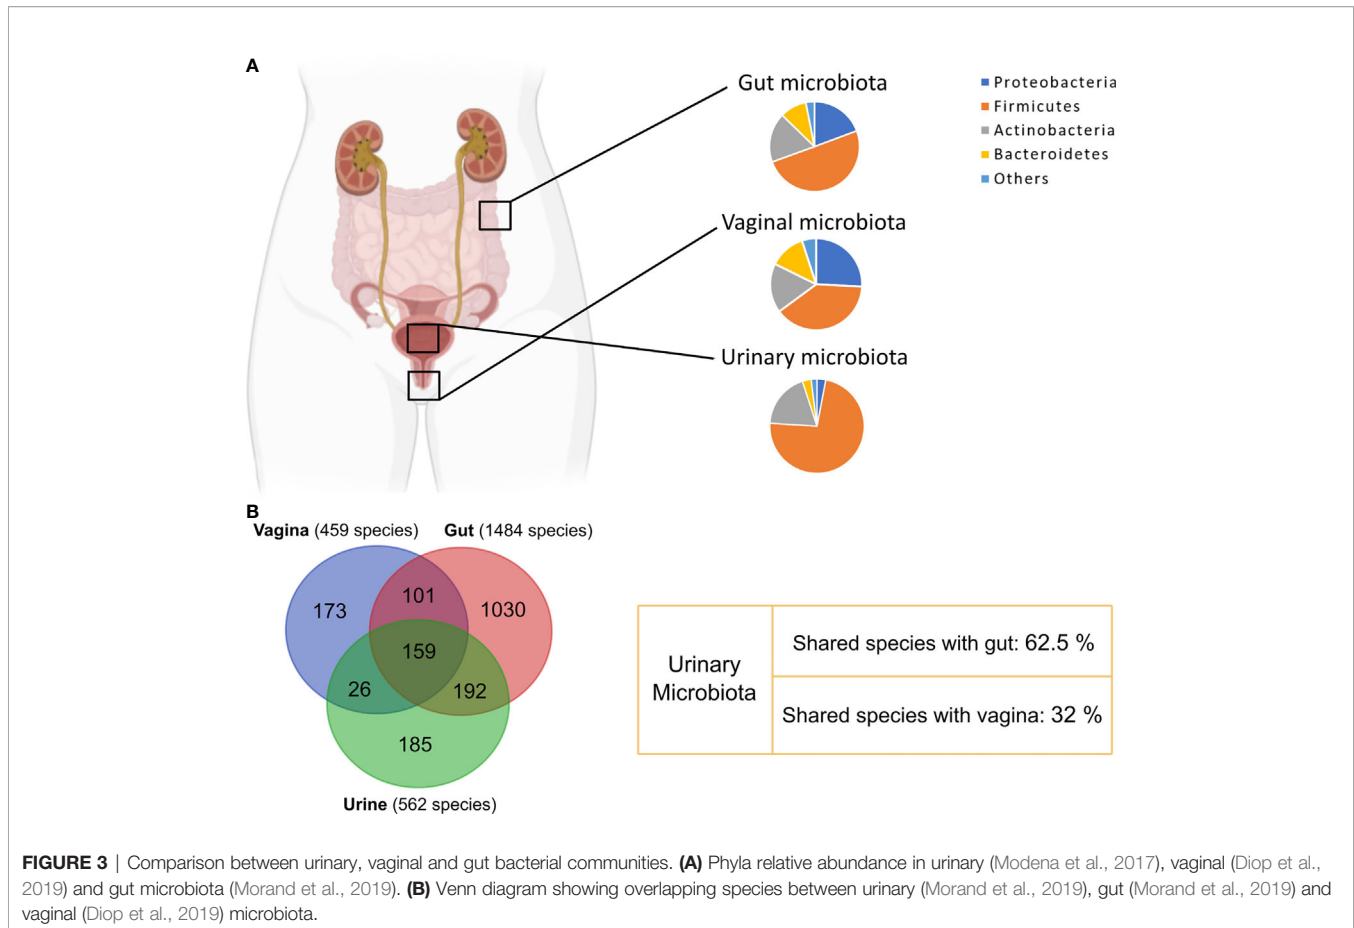 A
Gut microbiota
Proteobacteria
Firmicutes
Actinobacteria
Bacteroidetes
Others
Vaginal microbiota
Urinary microbiota
B
Vagina (459 species)
Gut (1484 species)
173
101
1030
159
26
192
185
Urine (562 species)
Urinary
Microbiota
Shared species with gut: 62.5 %
Shared species with vagina: 32 %
FIGURE 3 | Comparison between urinary, vaginal and gut bacterial communities. (A) Phyla relative abundance in urinary (Modena et al., 2017), vaginal (Diop et al.,
2019) and gut microbiota (Morand et al., 2019). (B) Venn diagram showing overlapping species between urinary (Morand et al., 2019), gut (Morand et al., 2019) and
vaginal (Diop et al., 2019) microbiota.